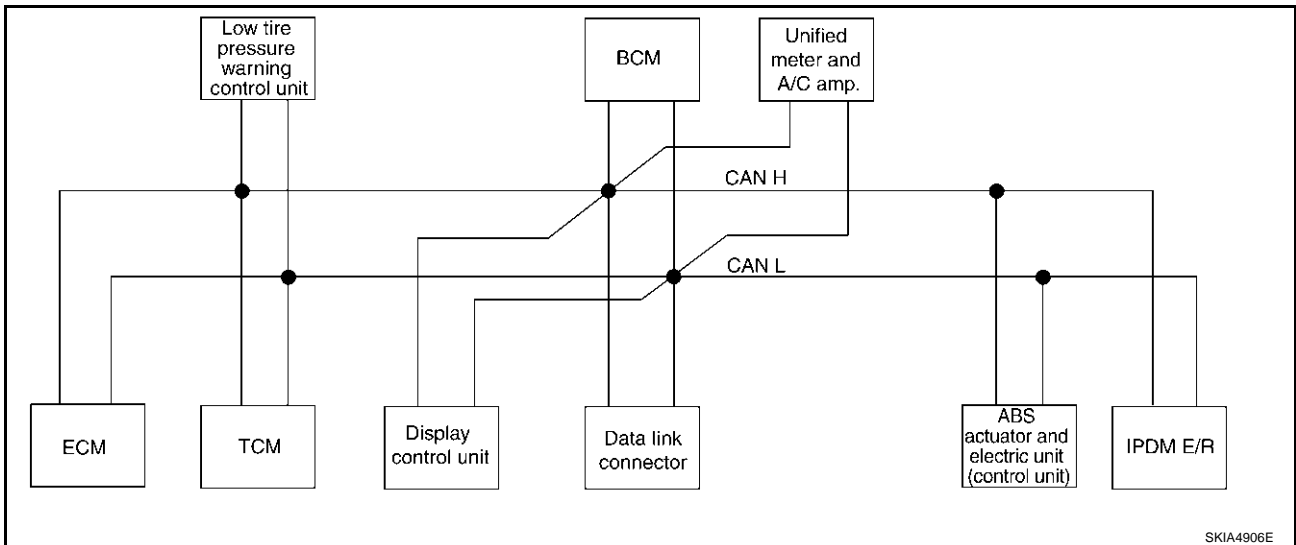 Low tire
pressure
warning
control unit
BCM
Unified
meter and
A/C amp.
CAN H
CAN L
ECM
TCM
Display
control unit
Data link
connector
ABS
actuator and
electric unit
(control unit)
IPDM E/R
SKIA4906E